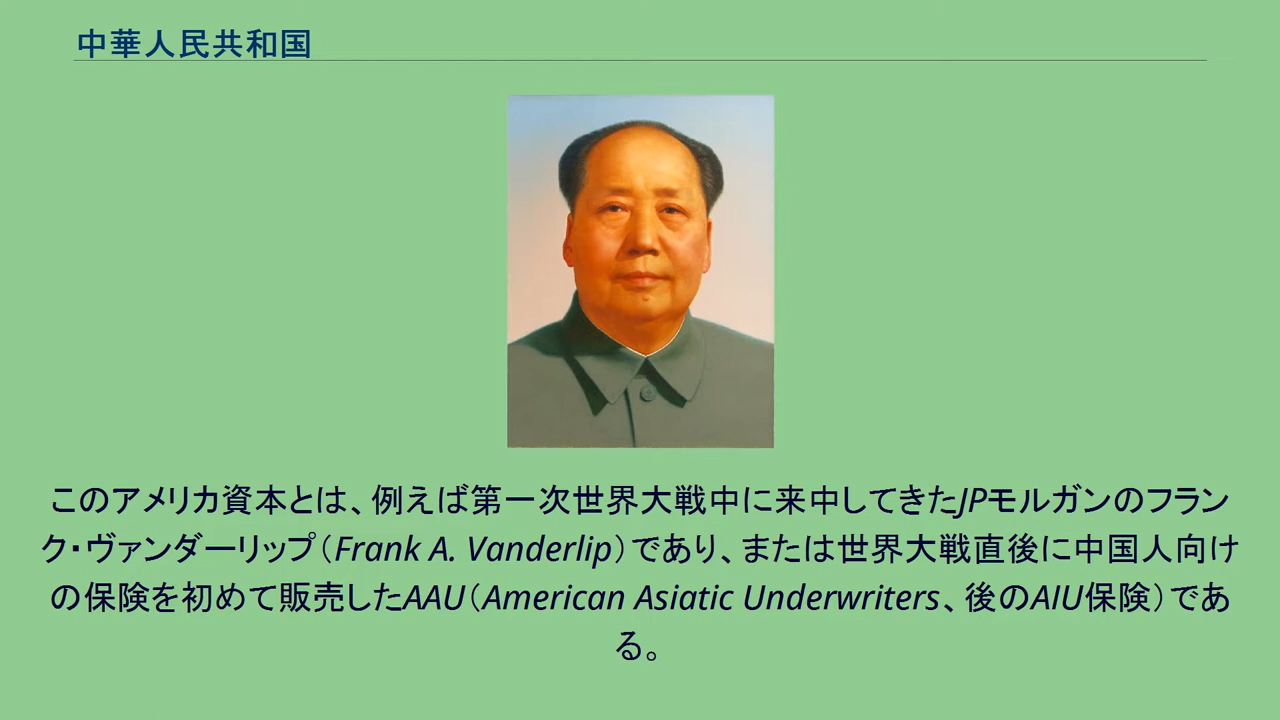 中華人民共和国
このアメリカ資本とは、例えば第一次世界大戦中に来中してきたJPモルガンのフラン
ク・ヴァンダーリップ（Frank A. Vanderlip）であり、または世界大戦直後に中国人向け
の保険を初めて販売したAAU（American Asiatic Underwriters、後のAIU保険）であ
る。